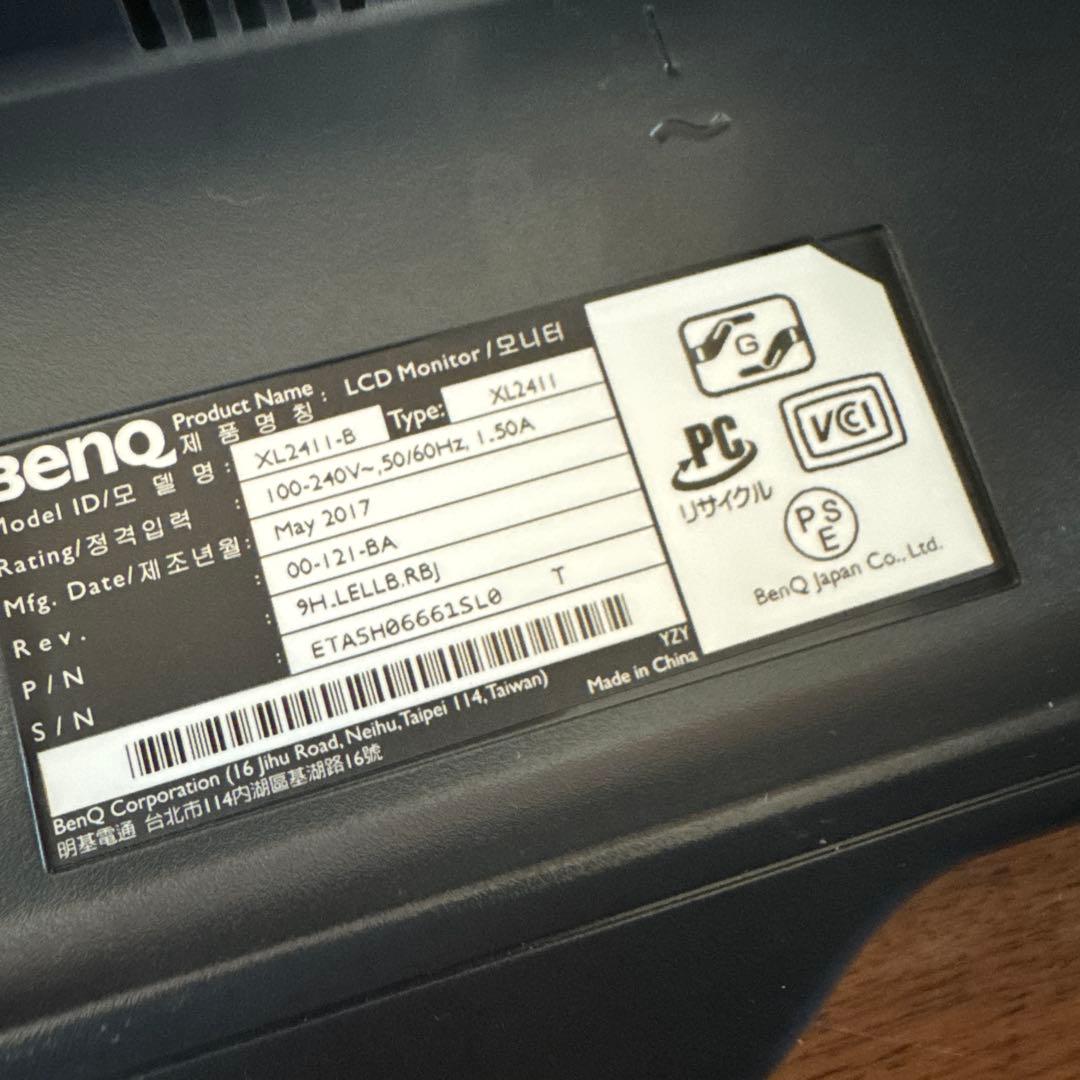 BenQ
Product Name : LCD Monitor /모니터
제 품 명 칭 :
Model ID/모 델 명 : XL2411-B Type: XL2411
Rating/정격입력 : 100-240V~,50/60Hz, 1.50A
Mfg. Date/제조년월: May 2017
Rev. : 00-121-BA
P/N : 9H.LELLB.RBJ
S/N : ETA5H06661SL0 T
YZY
BenQ Corporation (16 Jihu Road, Neihu,Taipei 114,Taiwan) Made in China
明基電通 台北市114內湖區基湖路16號
G
VCCI
PC
リサイクル
PSE
BenQ Japan Co., Ltd.